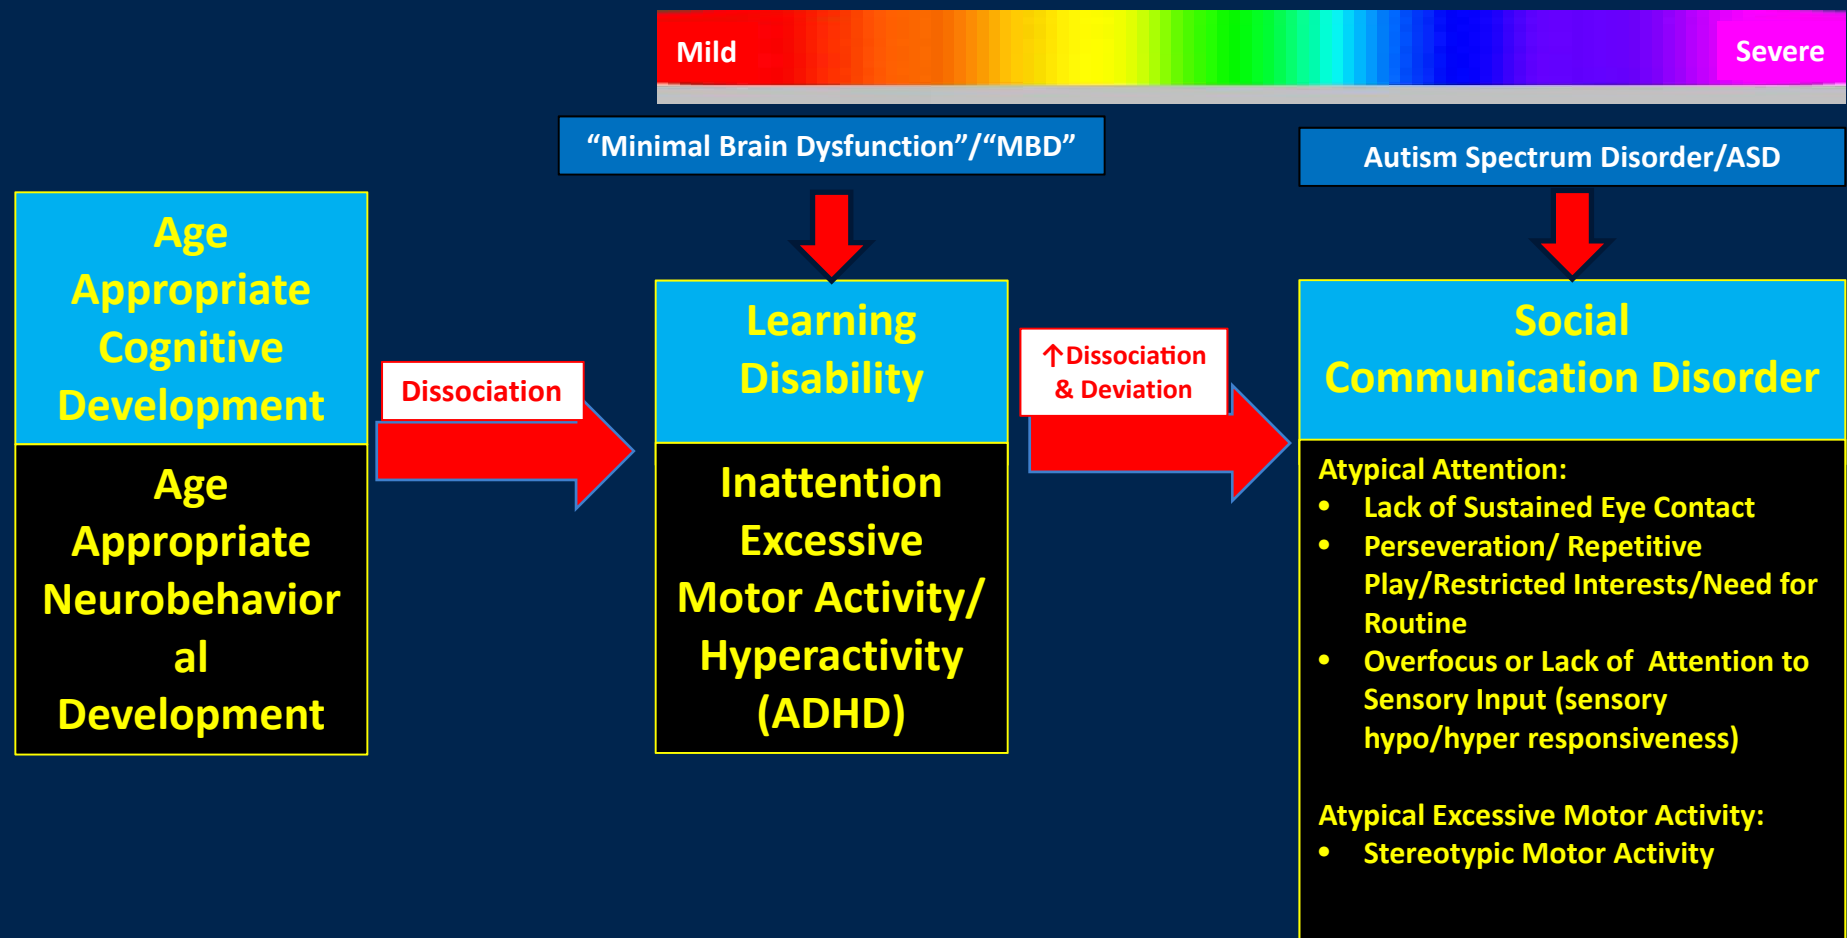 Mild
Severe
“Minimal Brain Dysfunction”/“MBD”
Autism Spectrum Disorder/ASD
Age
Appropriate
Cognitive
Development
Age
Appropriate
Neurobehavior
al
Development
Dissociation
Learning
Disability
Inattention
Excessive
Motor Activity/
Hyperactivity
(ADHD)
↑Dissociation
& Deviation
Social
Communication Disorder
Atypical Attention:
• Lack of Sustained Eye Contact
• Perseveration/ Repetitive
Play/Restricted Interests/Need for
Routine
• Overfocus or Lack of  Attention to
Sensory Input (sensory
hypo/hyper responsiveness)
Atypical Excessive Motor Activity:
• Stereotypic Motor Activity